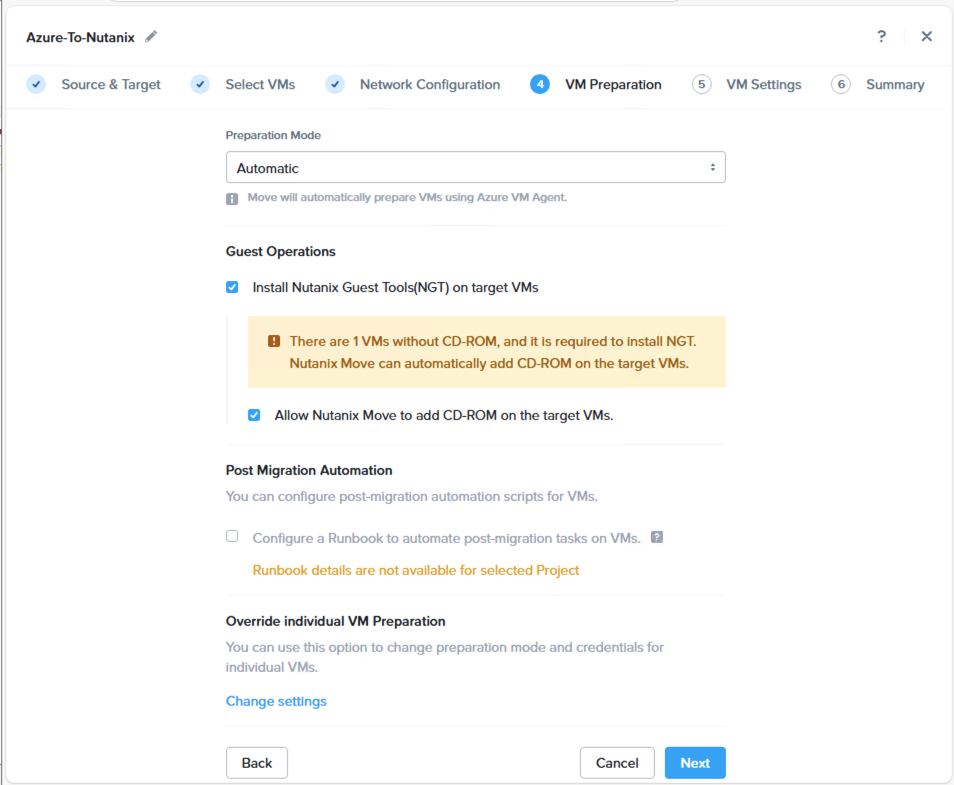 Azure-To-Nutanix
?
Source & Target
Select VMs
Network Configuration
4 VM Preparation
5 VM Settings
6 Summary
Preparation Mode
Automatic
Move will automatically prepare VMs using Azure VM Agent.
Guest Operations
Install Nutanix Guest Tools(NGT) on target VMs
There are 1 VMs without CD-ROM, and it is required to install NGT.
Nutanix Move can automatically add CD-ROM on the target VMs.
Allow Nutanix Move to add CD-ROM on the target VMs.
Post Migration Automation
You can configure post-migration automation scripts for VMs.
Configure a Runbook to automate post-migration tasks on VMs. ?
Runbook details are not available for selected Project
Override individual VM Preparation
You can use this option to change preparation mode and credentials for
individual VMs.
Change settings
Back
Cancel
Next